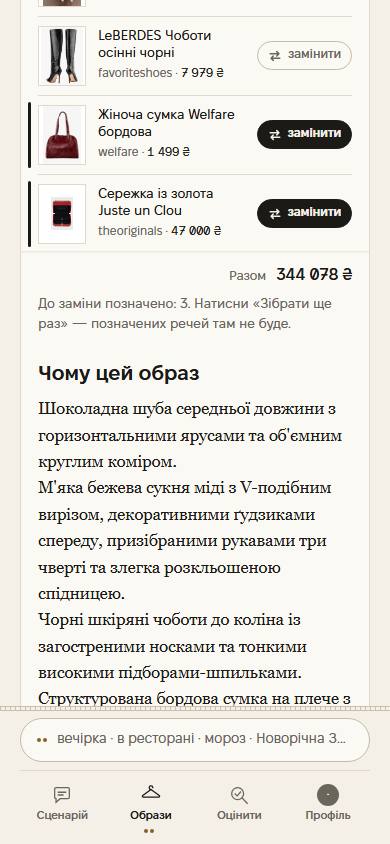 LeBERDES Чоботи
осінні чорні
favoriteshoes · 7 979 ₴
замінити
Жіноча сумка Welfare
бордова
welfare · 1 499 ₴
замінити
Сережка із золота
Juste un Clou
theoriginals · 47 000 ₴
замінити
Разом 344 078 ₴
До заміни позначено: 3. Натисни «Зібрати ще
раз» — позначених речей там не буде.
Чому цей образ
Шоколадна шуба середньої довжини з
горизонтальними ярусами та об'ємним
круглим коміром.
М'яка бежева сукня міді з V-подібним
вирізом, декоративними ґудзиками
спереду, призібраними рукавами три
чверті та злегка розкльошеною
спідницею.
Чорні шкіряні чоботи до коліна із
загостреними носками та тонкими
високими підборами-шпильками.
Структурована бордова сумка на плече з
вечірка · в ресторані · мороз · Новорічна З...
Сценарій
Образи
Оцінити
Профіль